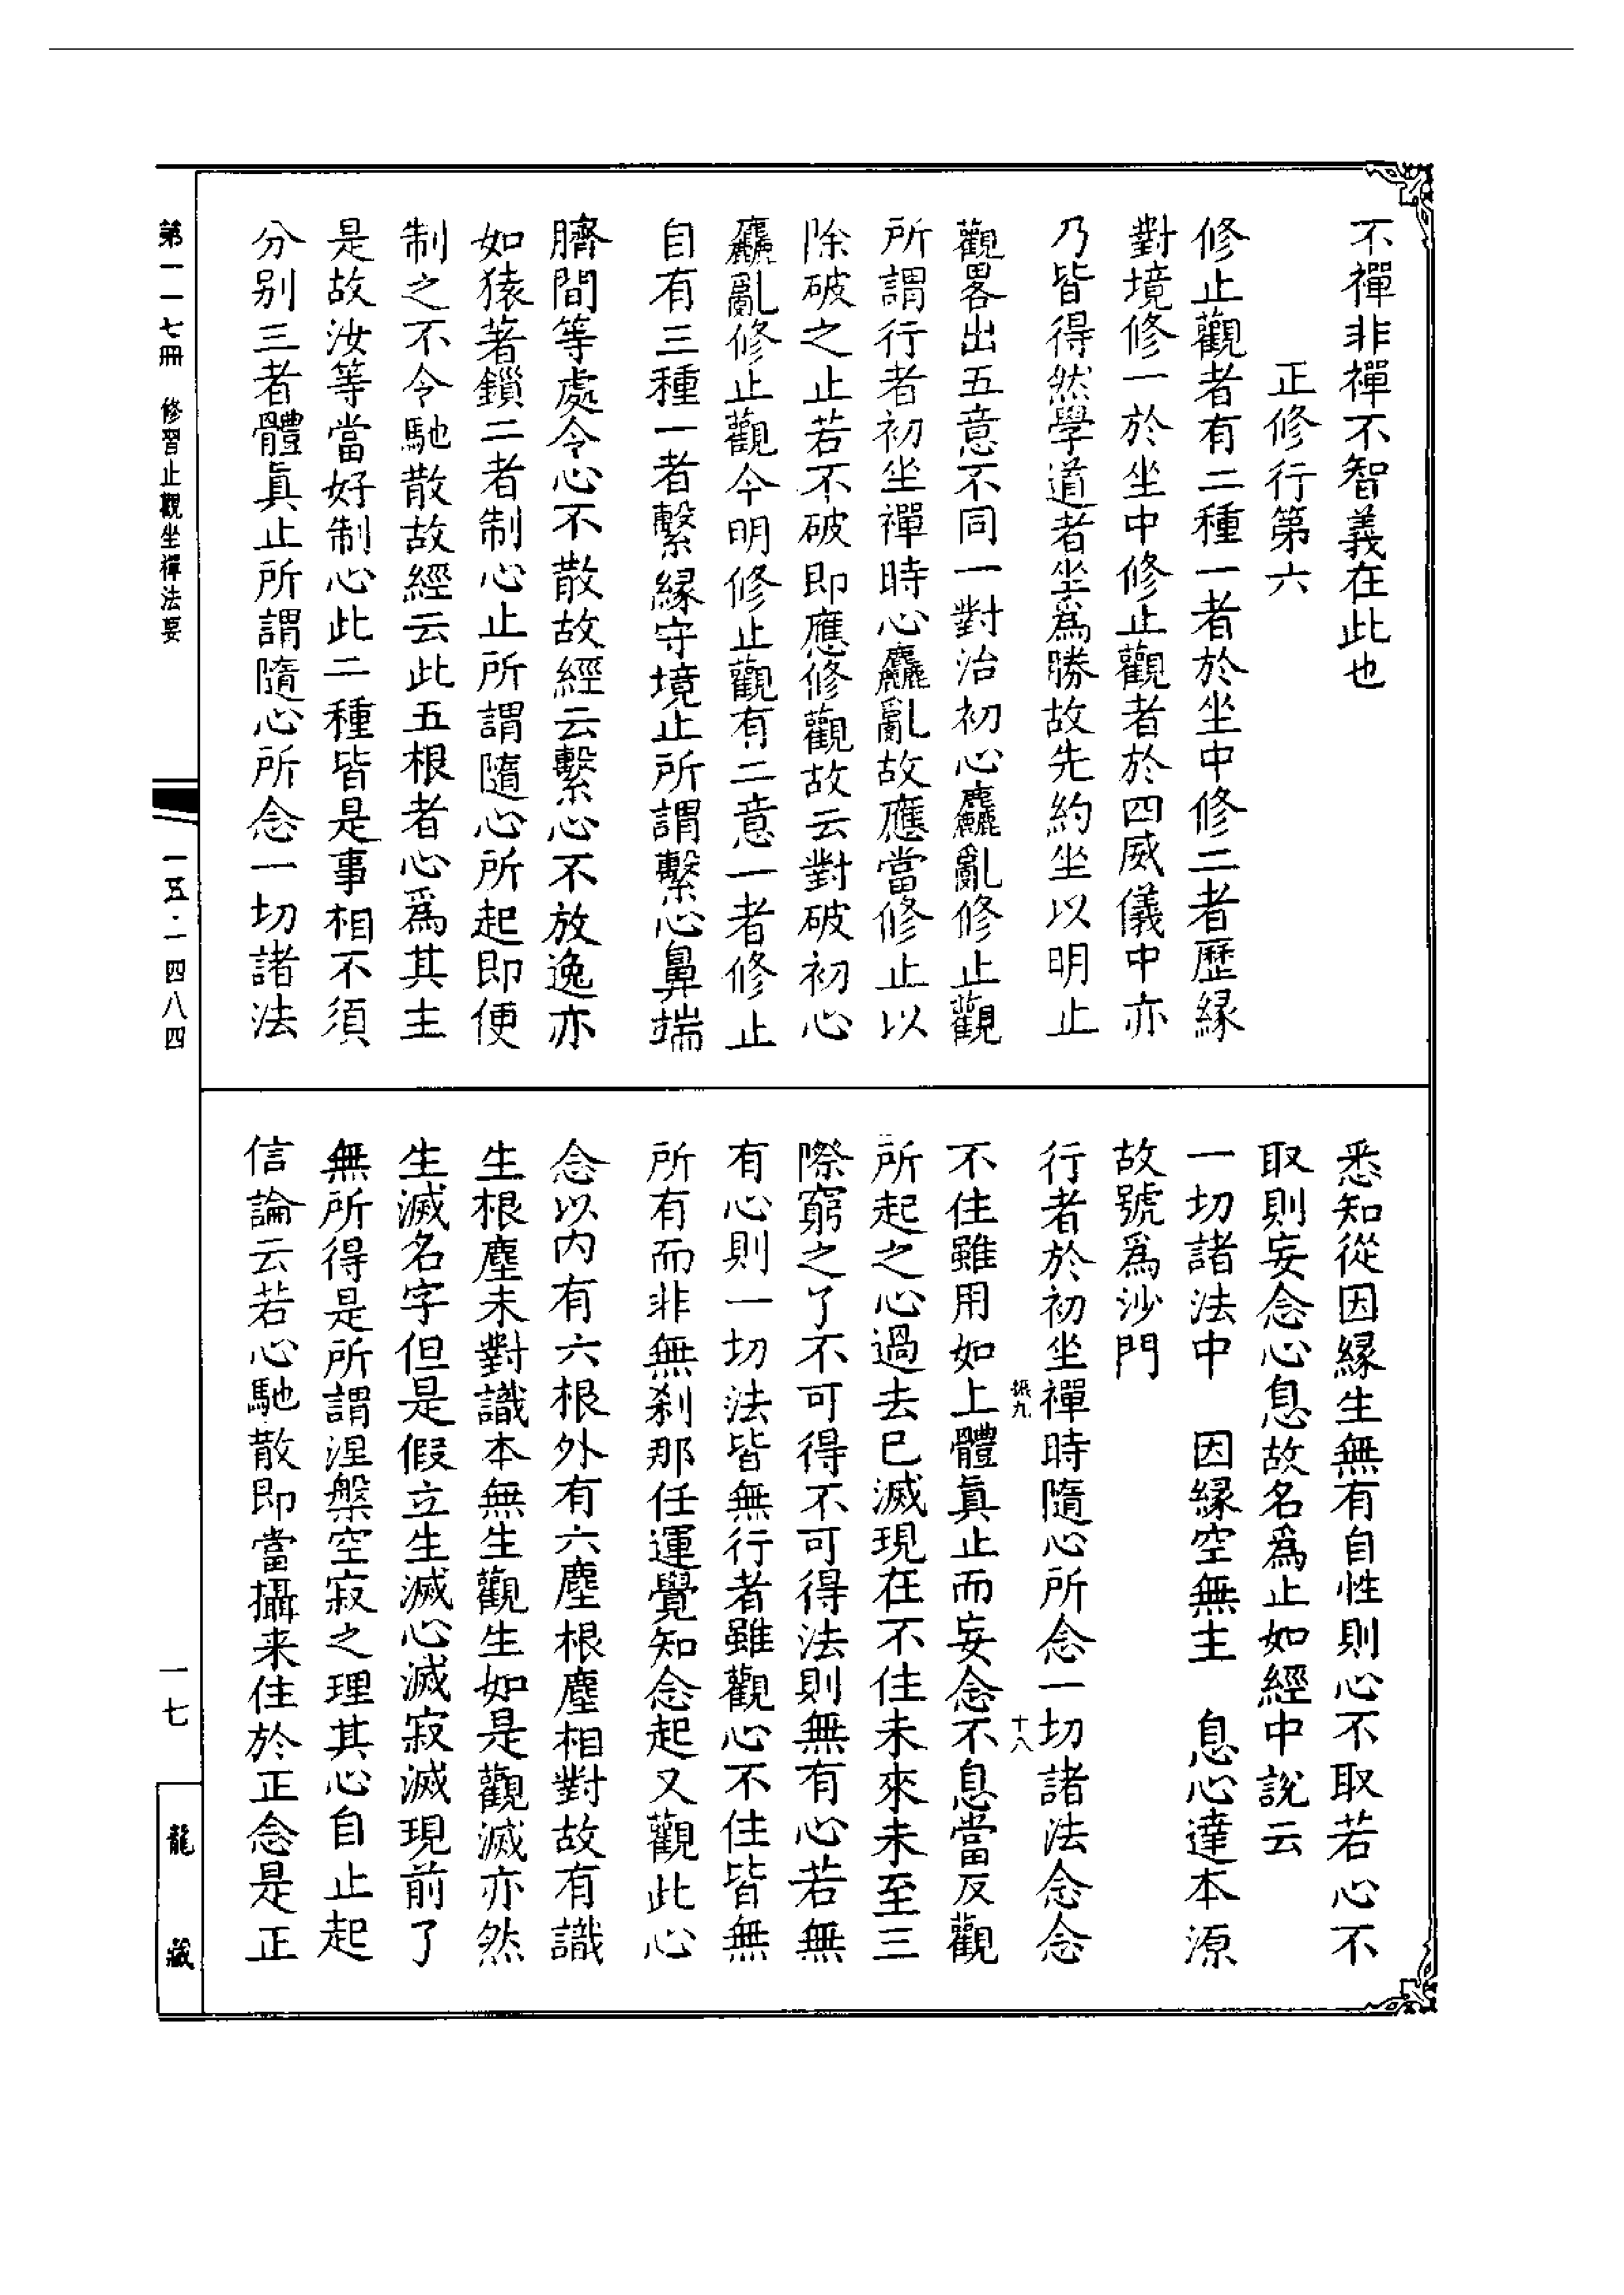 不禪非禪不智義在此也
正修行第六
修止觀者有二種一者於坐中修二者歷緣
對境修一於坐中修止觀者於四威儀中亦
乃皆得然學道者坐爲勝故先約坐以明止
觀畧出五意不同一對治初心麤亂修止觀
所謂行者初坐禪時心麤亂故應當修止以
除破之止若不破即應修觀故云對破初心
麤亂修止觀今明修止觀有二意一者修止
自有三種一者繫緣守境止所謂繫心鼻端
臍間等處令心不散故經云繫心不放逸亦
如猿著鎖二者制心止所謂隨心所起即便
制之不令馳散故經云此五根者心爲其主
是故汝等當好制心此二種皆是事相不須
分別三者體眞止所謂隨心所念一切諸法
悉知從因緣生無有自性則心不取若心不
取則妄念心息故名爲止如經中說云
一切諸法中　因緣空無主　息心達本源
故號爲沙門
行者於初坐禪時隨心所念一切諸法念念
振九　十八
不住雖用如上體眞止而妄念不息當反觀
所起之心過去已滅現在不住未來未至三
際窮之了不可得不可得法則無有心若無
有心則一切法皆無行者雖觀心不住皆無
所有而非無刹那任運覺知念起又觀此心
念以内有六根外有六塵根塵相對故有識
生根塵未對識本無生觀生如是觀滅亦然
生滅名字但是假立生滅心滅寂滅現前了
無所得是所謂涅槃空寂之理其心自止起
信論云若心馳散即當攝来住於正念是正
第一一七冊　修習止觀坐禪法要
一五·一四八四
一七
龍藏